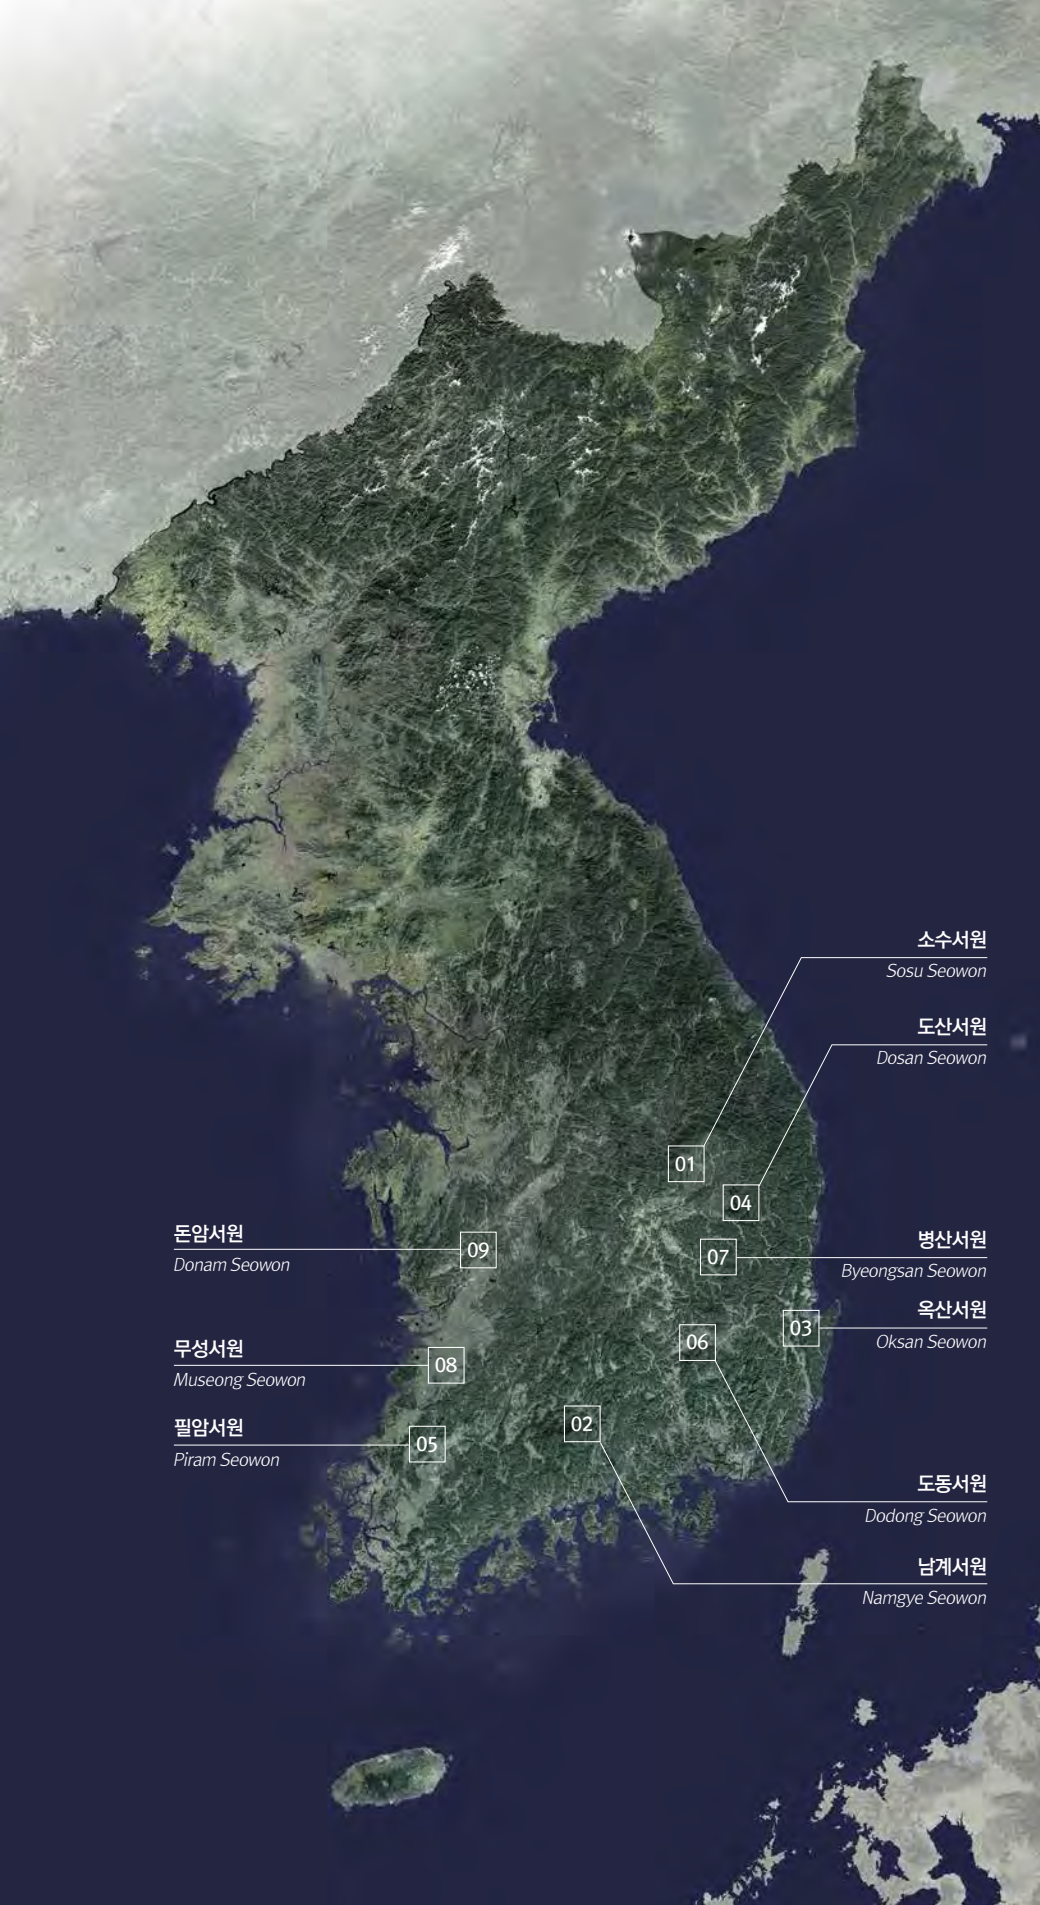 소수서원
Sosu Seowon
도산서원
Dosan Seowon
01
04
돈암서원
Donam Seowon
09
07
병산서원
Byeongsan Seowon
옥산서원
Oksan Seowon
03
06
무성서원
Museong Seowon
08
02
필암서원
Piram Seowon
05
도동서원
Dodong Seowon
남계서원
Namgye Seowon